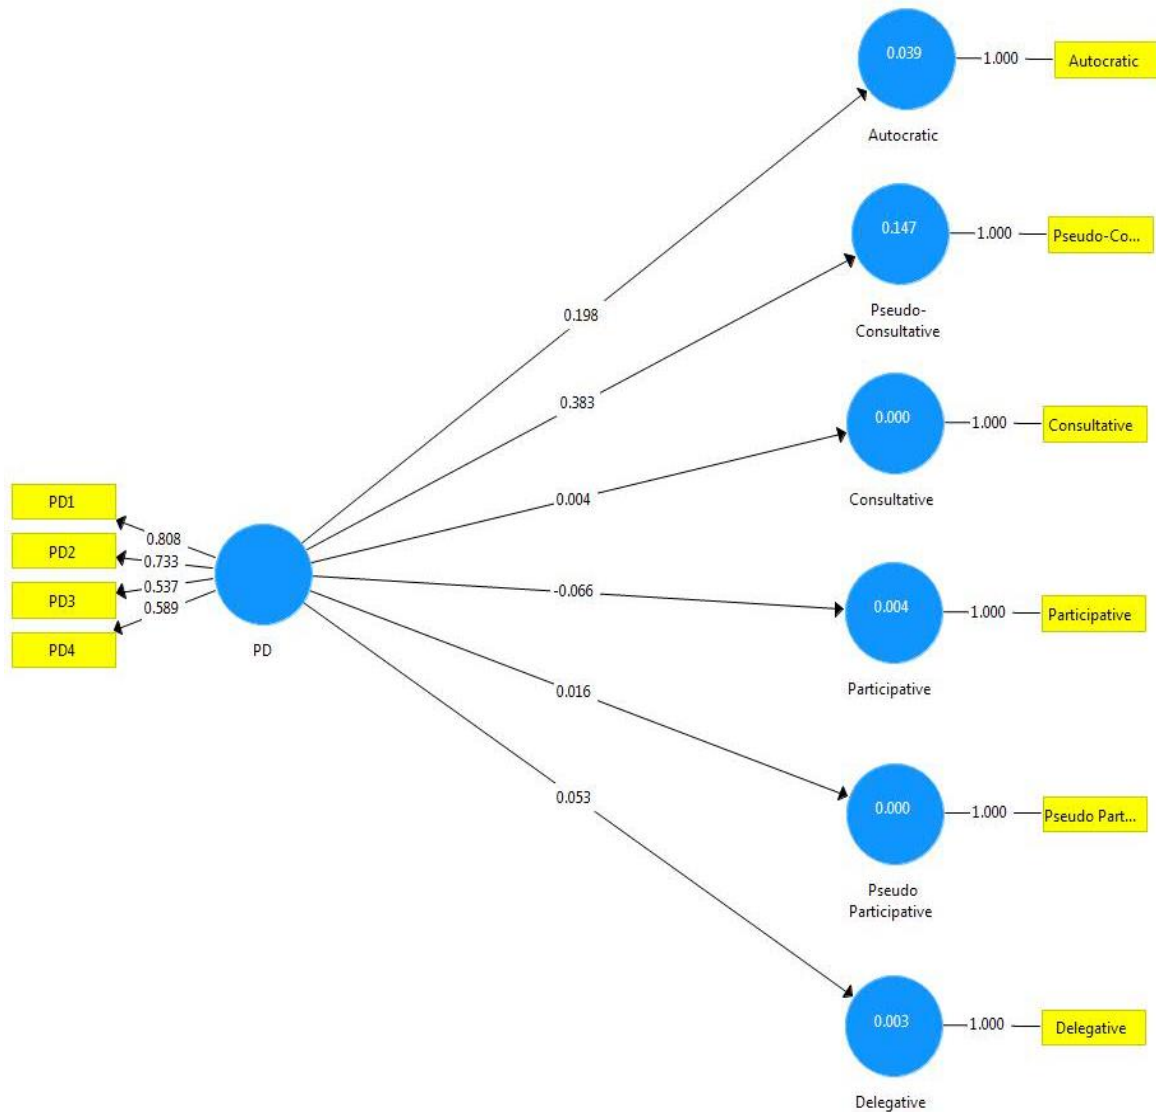 0.039
1.000
Autocratic
Autocratic
0.147
1.000
Pseudo-Co...
Pseudo-
Consultative
0.198
0.383
0.000
1.000
Consultative
Consultative
0.004
PD1
0.808
PD2
0.733
PD3
0.537
0.589
PD4
PD
-0.066
0.004
1.000
Participative
Participative
0.016
0.000
1.000
Pseudo Part...
Pseudo
Participative
0.053
0.003
1.000
Delegative
Delegative